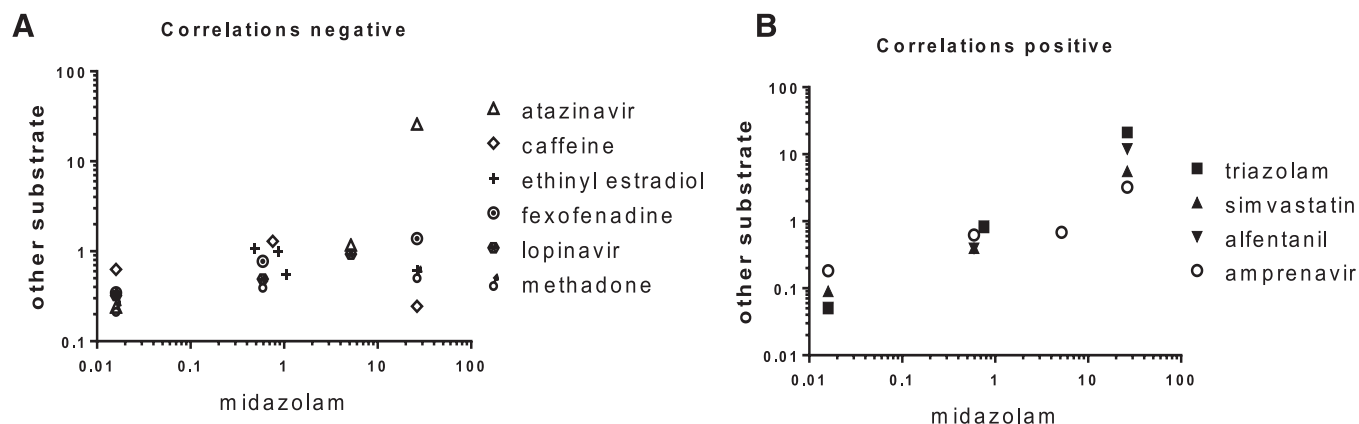 A
Correlations negative
100
10
1
0.1
other substrate
0.01
0.1
1
10
100
midazolam
atazinavir
caffeine
ethinyl estradiol
fexofenadine
lopinavir
methadone
B
Correlations positive
100
10
1
0.1
0.01
other substrate
0.01
0.1
1
10
100
midazolam
triazolam
simvastatin
alfentanil
amprenavir